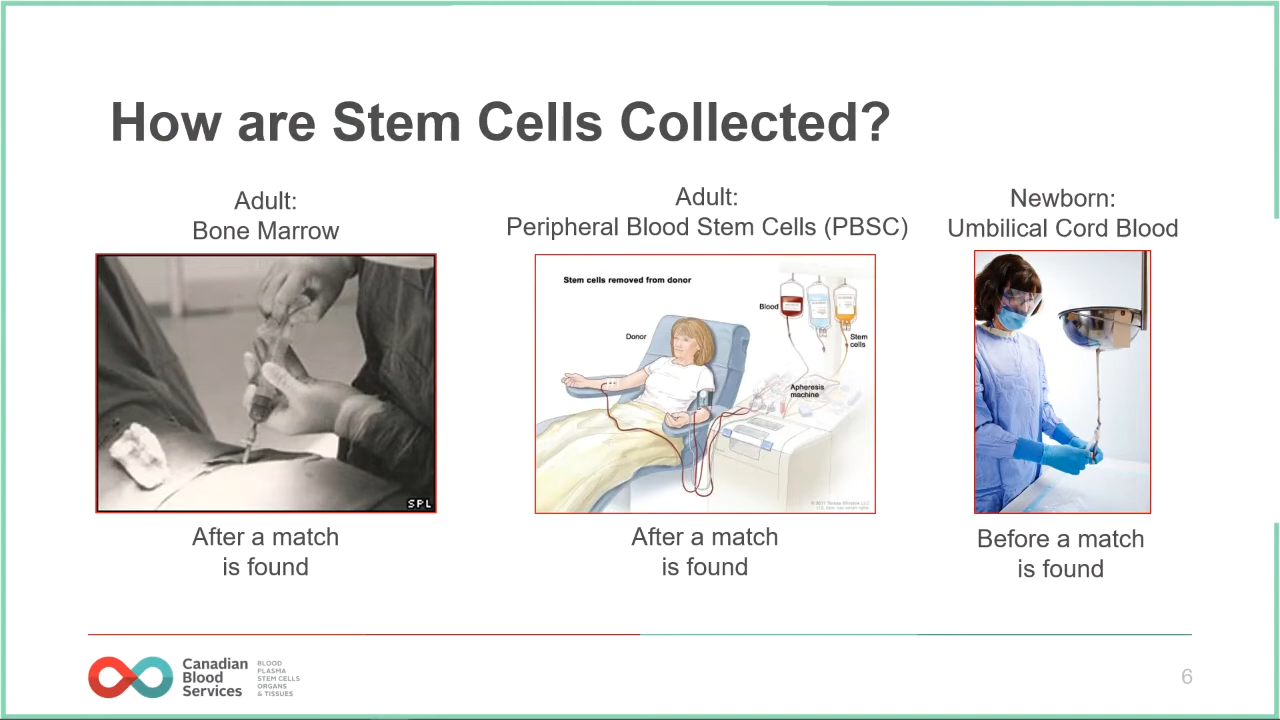 How are Stem Cells Collected?
Adult:
Bone Marrow
SPL
After a match
is found
Adult:
Peripheral Blood Stem Cells (PBSC)
Stem cells removed from donor
Blood
Donor
Stem
cells
Apheresis
machine
After a match
is found
Newborn:
Umbilical Cord Blood
Before a match
is found
Canadian
Blood
Services
BLOOD
PLASMA
STEM CELLS
ORGANS
& TISSUES
6